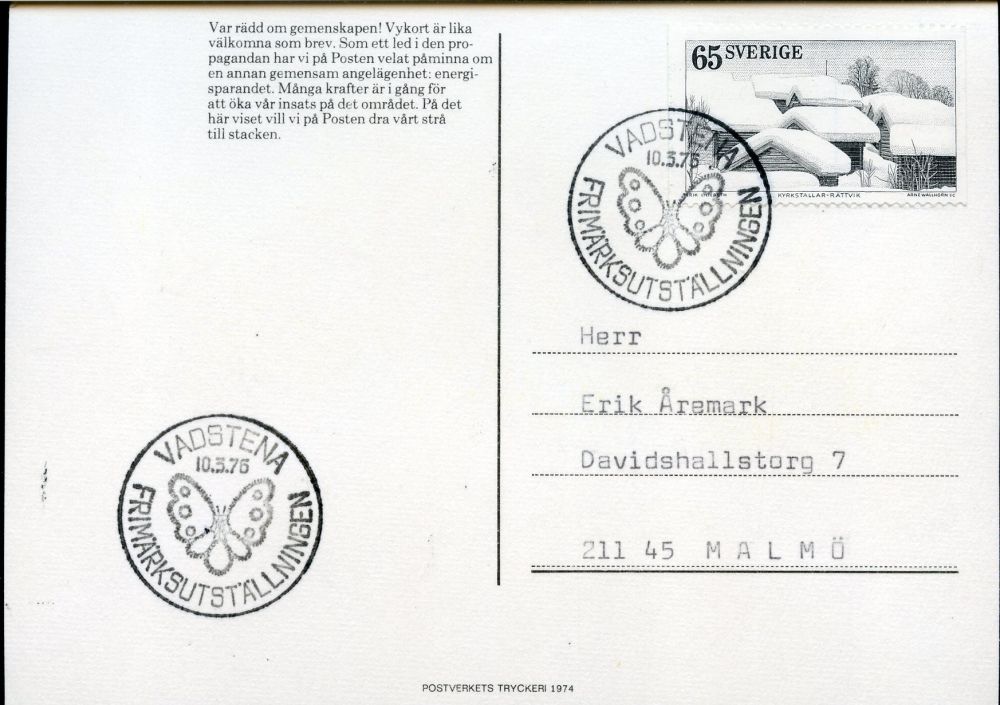 Var rädd om gemenskapen! Vykort är lika
välkomna som brev. Som ett led i den pro-
pagandan har vi på Posten velat påminna om
en annan gemensam angelägenhet: energi-
sparandet. Många krafter är i gång för
att öka vår insats på det området. På det
här viset vill vi på Posten dra vårt strå
till stacken.
65 SVERIGE
KYRKSTALLAR-RÄTTVIK
VADSTENA
10.3.76
FRIMÄRKSUTSTÄLLNINGEN
Herr
Erik Åremark
Davidshallstorg 7
211 45 MALMÖ
VADSTENA
10.3.76
FRIMÄRKSUTSTÄLLNINGEN
POSTVERKETS TRYCKERI 1974